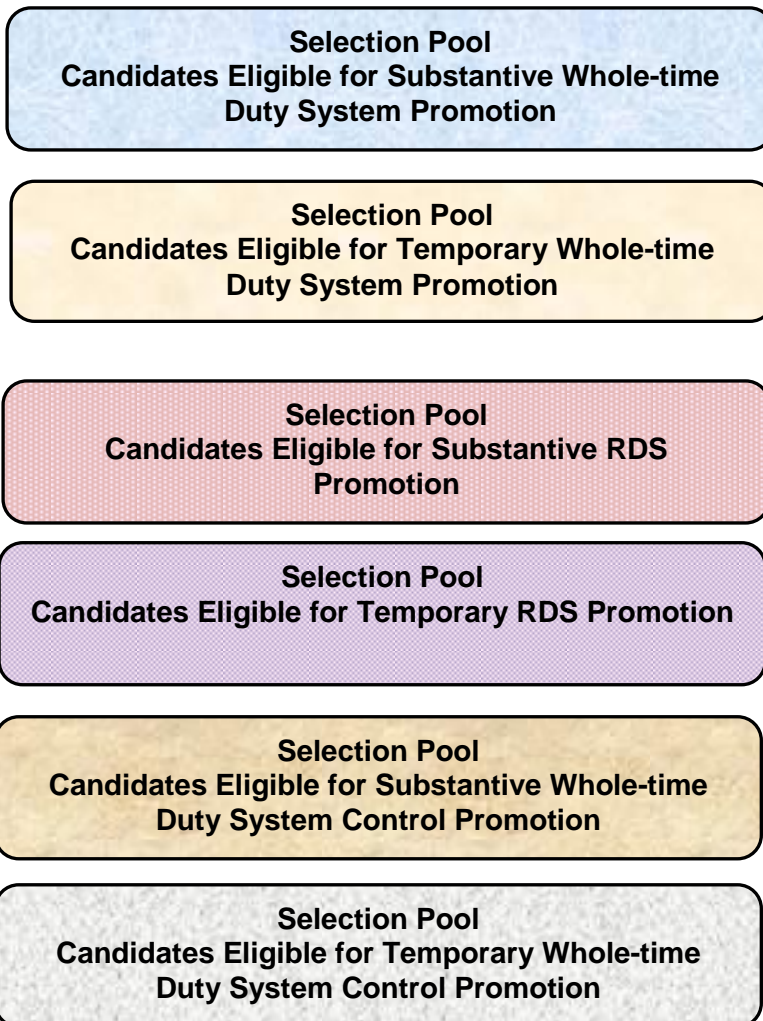 Selection Pool
Candidates Eligible for Substantive Whole-time
Duty System Promotion
Selection Pool
Candidates Eligible for Temporary Whole-time
Duty System Promotion
Selection Pool
Candidates Eligible for Substantive RDS
Promotion
Selection Pool
Candidates Eligible for Temporary RDS Promotion
Selection Pool
Candidates Eligible for Substantive Whole-time
Duty System Control Promotion
Selection Pool
Candidates Eligible for Temporary Whole-time
Duty System Control Promotion